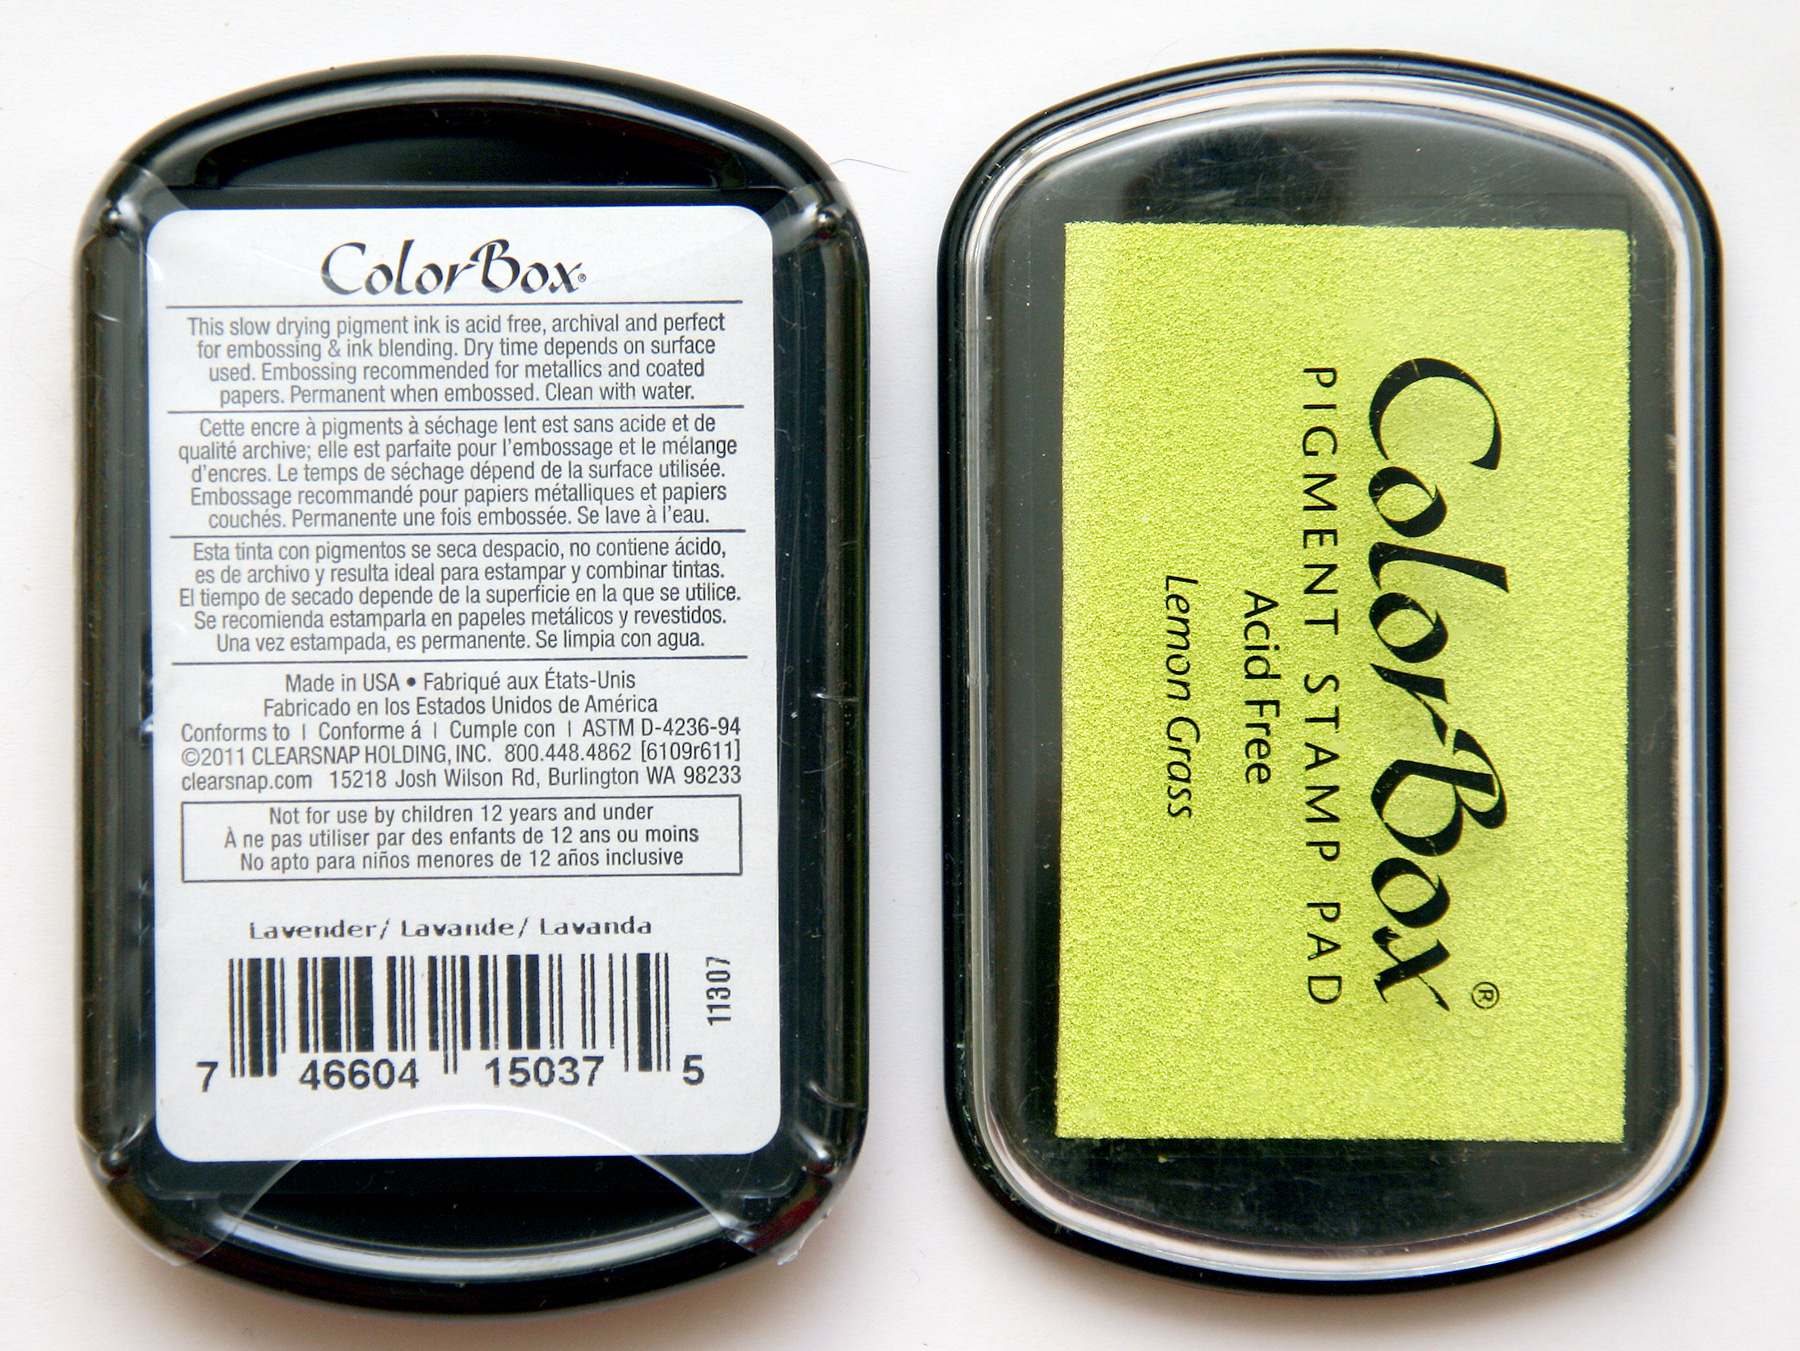 ColorBox®
This slow drying pigment ink is acid free, archival and perfect
for embossing & ink blending. Dry time depends on surface
used. Embossing recommended for metallics and coated
papers. Permanent when embossed. Clean with water.
Cette encre à pigments à séchage lent est sans acide et de
qualité archive; elle est parfaite pour l'embossage et le mélange
d'encres. Le temps de séchage dépend de la surface utilisée.
Embossage recommandé pour papiers métalliques et papiers
couchés. Permanente une fois embossée. Se lave à l'eau.
Esta tinta con pigmentos se seca despacio, no contiene ácido,
es de archivo y resulta ideal para estampar y combinar tintas.
El tiempo de secado depende de la superficie en la que se utilice.
Se recomienda estamparla en papeles metálicos y revestidos.
Una vez estampada, es permanente. Se limpia con agua.
Made in USA • Fabriqué aux États-Unis
Fabricado en los Estados Unidos de América
Conforms to | Conforme á | Cumple con | ASTM D-4236-94
©2011 CLEARSNAP HOLDING, INC. 800.448.4862 [6109r611]
clearsnap.com 15218 Josh Wilson Rd, Burlington WA 98233
Not for use by children 12 years and under
À ne pas utiliser par des enfants de 12 ans ou moins
No apto para niños menores de 12 años inclusive
Lavender/ Lavande/ Lavanda
11307
7 46604 15037 5
ColorBox®
PIGMENT STAMP PAD
Acid Free
Lemon Grass